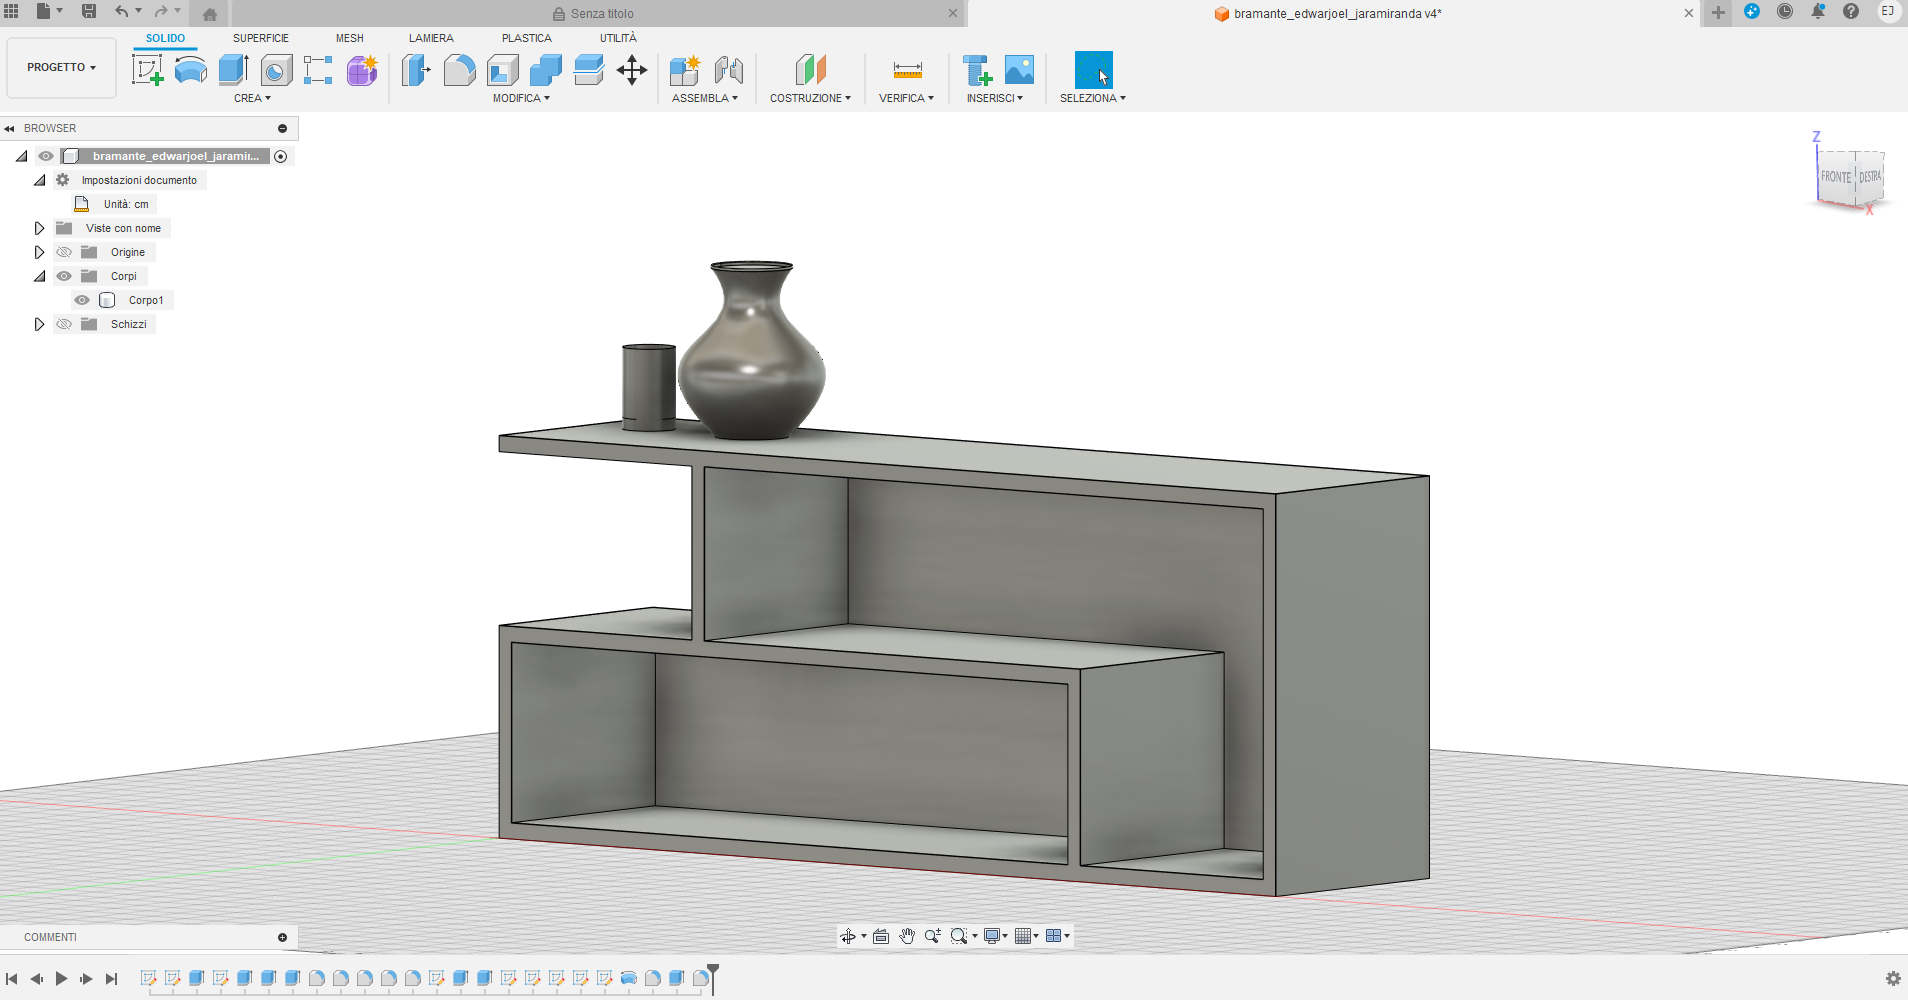 Senza titolo
bramante_edwarjoel_jaramiranda v4*
EJ
PROGETTO
SOLIDO
SUPERFICIE
MESH
LAMIERA
PLASTICA
UTILITÀ
CREA
MODIFICA
ASSEMBLA
COSTRUZIONE
VERIFICA
INSERISCI
SELEZIONA
BROWSER
bramante_edwarjoel_jaramir...
Impostazioni documento
Unità: cm
Viste con nome
Origine
Corpi
Corpo1
Schizzi
Z
FRONTE
DESTRA
X
COMMENTI